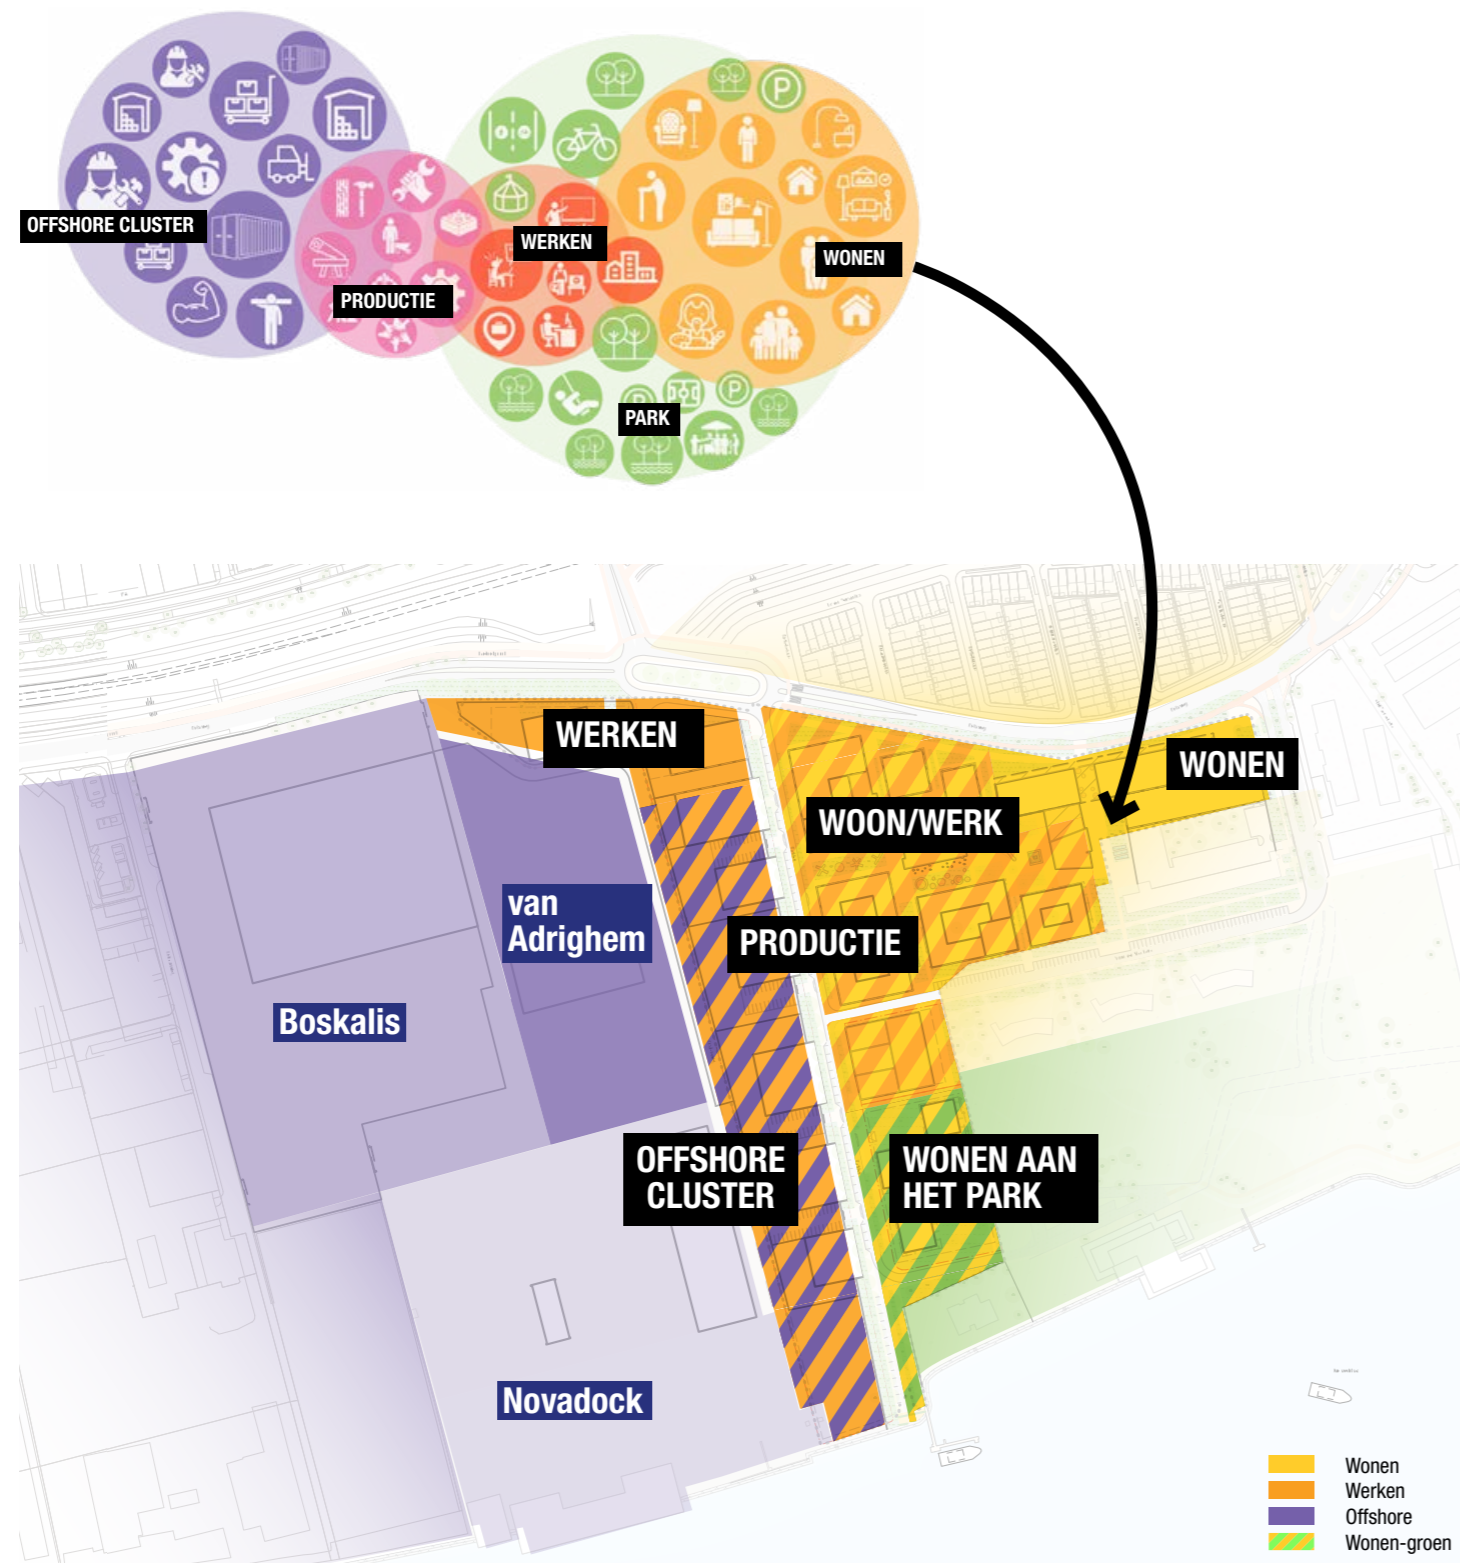 OFFSHORE CLUSTER
WERKEN
WONEN
PRODUCTIE
PARK
WERKEN
WONEN
WOON/WERK
van
Adrighem
PRODUCTIE
Boskalis
OFFSHORE
CLUSTER
WONEN AAN
HET PARK
Novadock
Wonen
Werken
Offshore
Wonen-groen